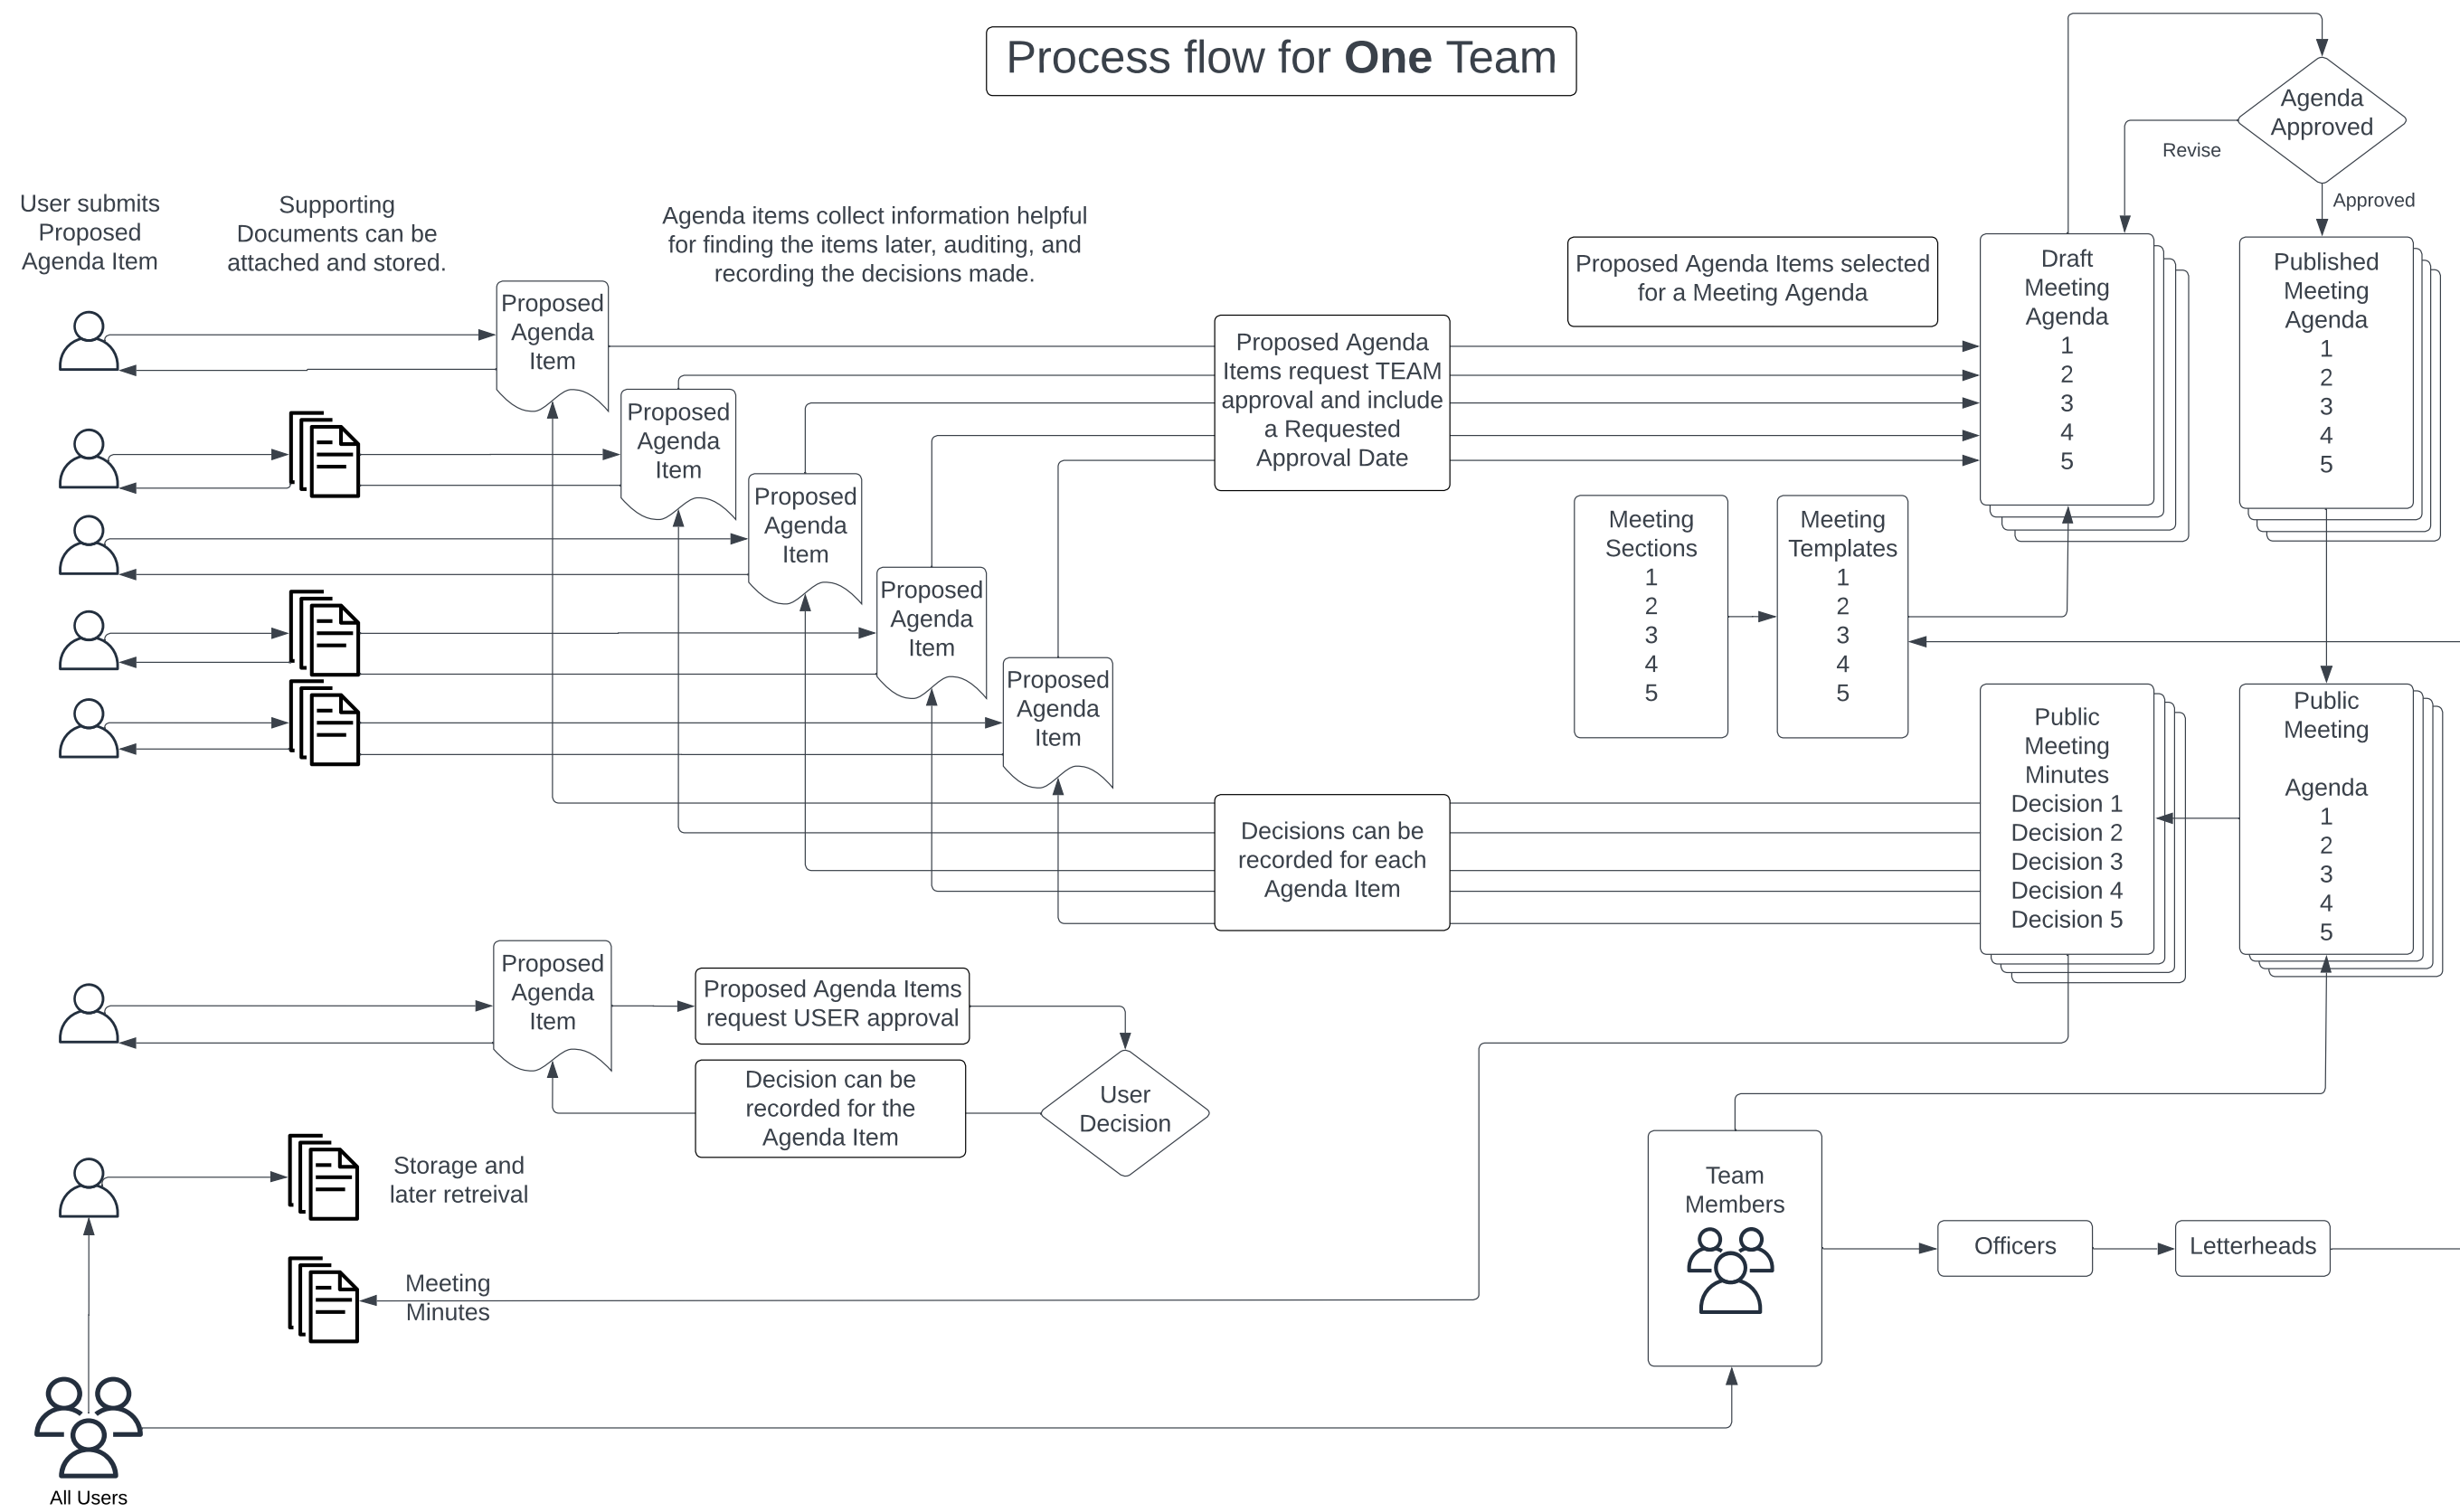 Process flow for One Team
Agenda
Approved
Revise
Approved
User submits
Proposed
Agenda Item
Supporting
Documents can be
attached and stored.
Agenda items collect information helpful
for finding the items later, auditing, and
recording the decisions made.
Proposed Agenda Items selected
for a Meeting Agenda
Draft
Meeting
Agenda
1
2
3
4
5
Published
Meeting
Agenda
1
2
3
4
5
Proposed
Agenda
Item
Proposed
Agenda
Item
Proposed
Agenda
Item
Proposed
Agenda
Item
Proposed
Agenda
Item
Proposed Agenda
Items request TEAM
approval and include
a Requested
Approval Date
Meeting
Sections
1
2
3
4
5
Meeting
Templates
1
2
3
4
5
Public
Meeting
Minutes
Decision 1
Decision 2
Decision 3
Decision 4
Decision 5
Public
Meeting
Agenda
1
2
3
4
5
Decisions can be
recorded for each
Agenda Item
Proposed
Agenda
Item
Proposed Agenda Items
request USER approval
Decision can be
recorded for the
Agenda Item
User
Decision
Storage and
later retreival
Meeting
Minutes
Team
Members
Officers
Letterheads
All Users